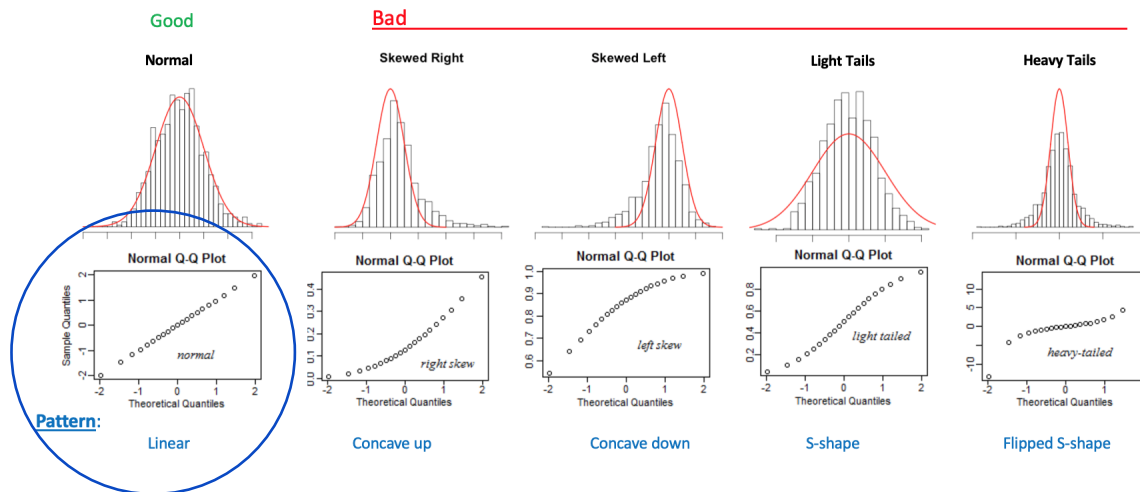 Good
Bad
Normal
Skewed Right
Skewed Left
Light Tails
Heavy Tails
Normal Q-Q Plot
Normal Q-Q Plot
Normal Q-Q Plot
Normal Q-Q Plot
Normal Q-Q Plot
Sample Quantiles
2
1
0
-1
-2
normal
-2 -1 0 1 2
Theoretical Quantiles
0.4
0.3
0.2
0.1
0.0
right skew
-2 -1 0 1 2
Theoretical Quantiles
1.0
0.9
0.8
0.7
0.6
left skew
-2 -1 0 1 2
Theoretical Quantiles
0.8
0.6
0.4
0.2
light tailed
-2 -1 0 1 2
Theoretical Quantiles
10
5
0
-10
heavy-tailed
-2 -1 0 1
Theoretical Quantiles
Pattern:
Linear
Concave up
Concave down
S-shape
Flipped S-shape